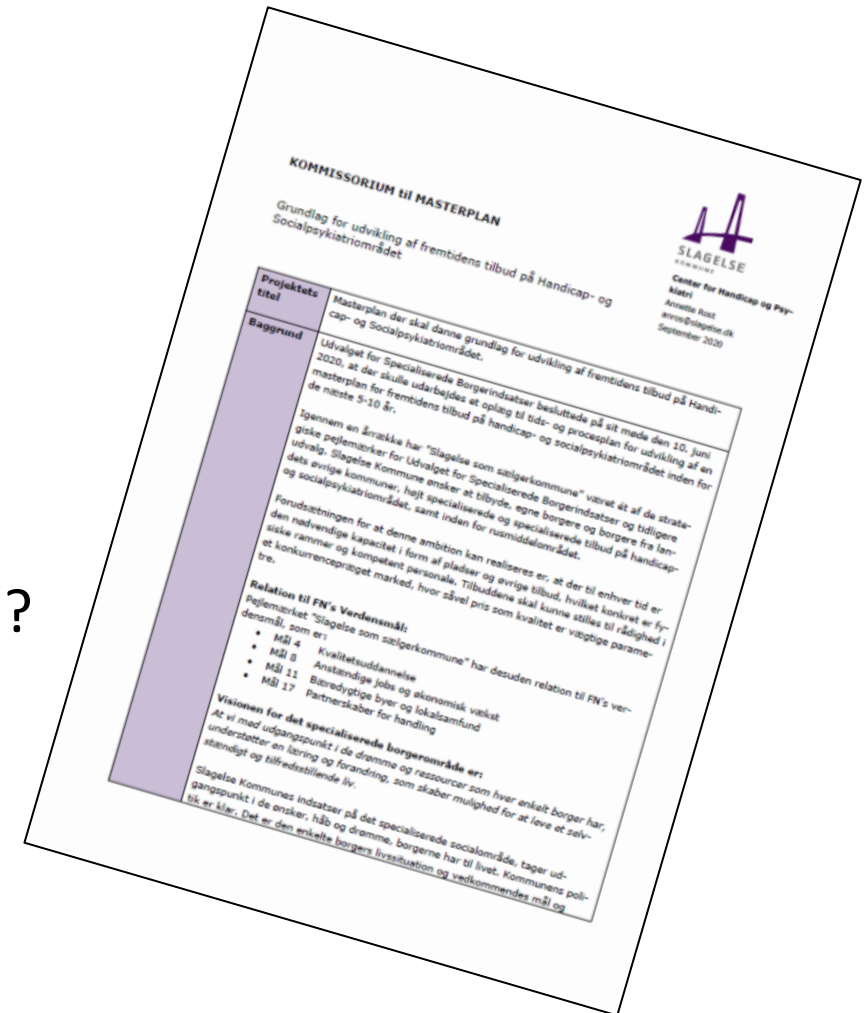 KOMMISSORIUM til MASTERPLAN
Grundlag for udvikling af fremtidens tilbud på Handicap- og
Socialpsykiatriområdet
SLAGELSE
KOMMUNE
Center for Handicap og Psy-
kiatri
Annette Rost
anros@slagelse.dk
September 2020
Projektets
titel
Masterplan der skal danne grundlag for udvikling af fremtidens tilbud på Handi-
cap- og Socialpsykiatriområdet.
Baggrund
Udvalget for Specialiserede Borgerindsatser besluttede på sit møde den 10. juni
2020, at der skulle udarbejdes et oplæg til tids- og procesplan for udvikling af en
masterplan for fremtidens tilbud på handicap- og socialpsykiatriområdet inden for
de næste 5-10 år.
Igennem en årrække har "Slagelse som sælgerkommune" været ét af de strate-
giske pejlemærker for Udvalget for Specialiserede Borgerindsatser og tidligere
udvalg. Slagelse Kommune ønsker at tilbyde, egne borgere og borgere fra lan-
dets øvrige kommuner, højt specialiserede og specialiserede tilbud på handicap-
og socialpsykiatriområdet, samt inden for rusmiddelområdet.
Forudsætningen for at denne ambition kan realiseres er, at der til enhver tid er
den nødvendige kapacitet i form af pladser og øvrige tilbud, hvilket konkret er fy-
siske rammer og kompetent personale. Tilbuddene skal kunne stilles til rådighed i
et konkurrencepræget marked, hvor såvel pris som kvalitet er vægtige parame-
tre.
?
Relation til FN's Verdensmål:
Pejlemærket "Slagelse som sælgerkommune" har desuden relation til FN's ver-
densmål, som er:
• Mål 4 Kvalitetsuddannelse
• Mål 8 Anstændige jobs og økonomisk vækst
• Mål 11 Bæredygtige byer og lokalsamfund
• Mål 17 Partnerskaber for handling
Visionen for det specialiserede borgerområde er:
At vi med udgangspunkt i de drømme og ressourcer som hver enkelt borger har,
understøtter en læring og forandring, som skaber mulighed for at leve et selv-
stændigt og tilfredsstillende liv.
Slagelse Kommunes indsatser på det specialiserede socialområde, tager ud-
gangspunkt i de ønsker, håb og drømme, borgerne har til livet. Kommunens poli-
tik er klar. Det er den enkelte borgers livssituation og vedkommendes mål og